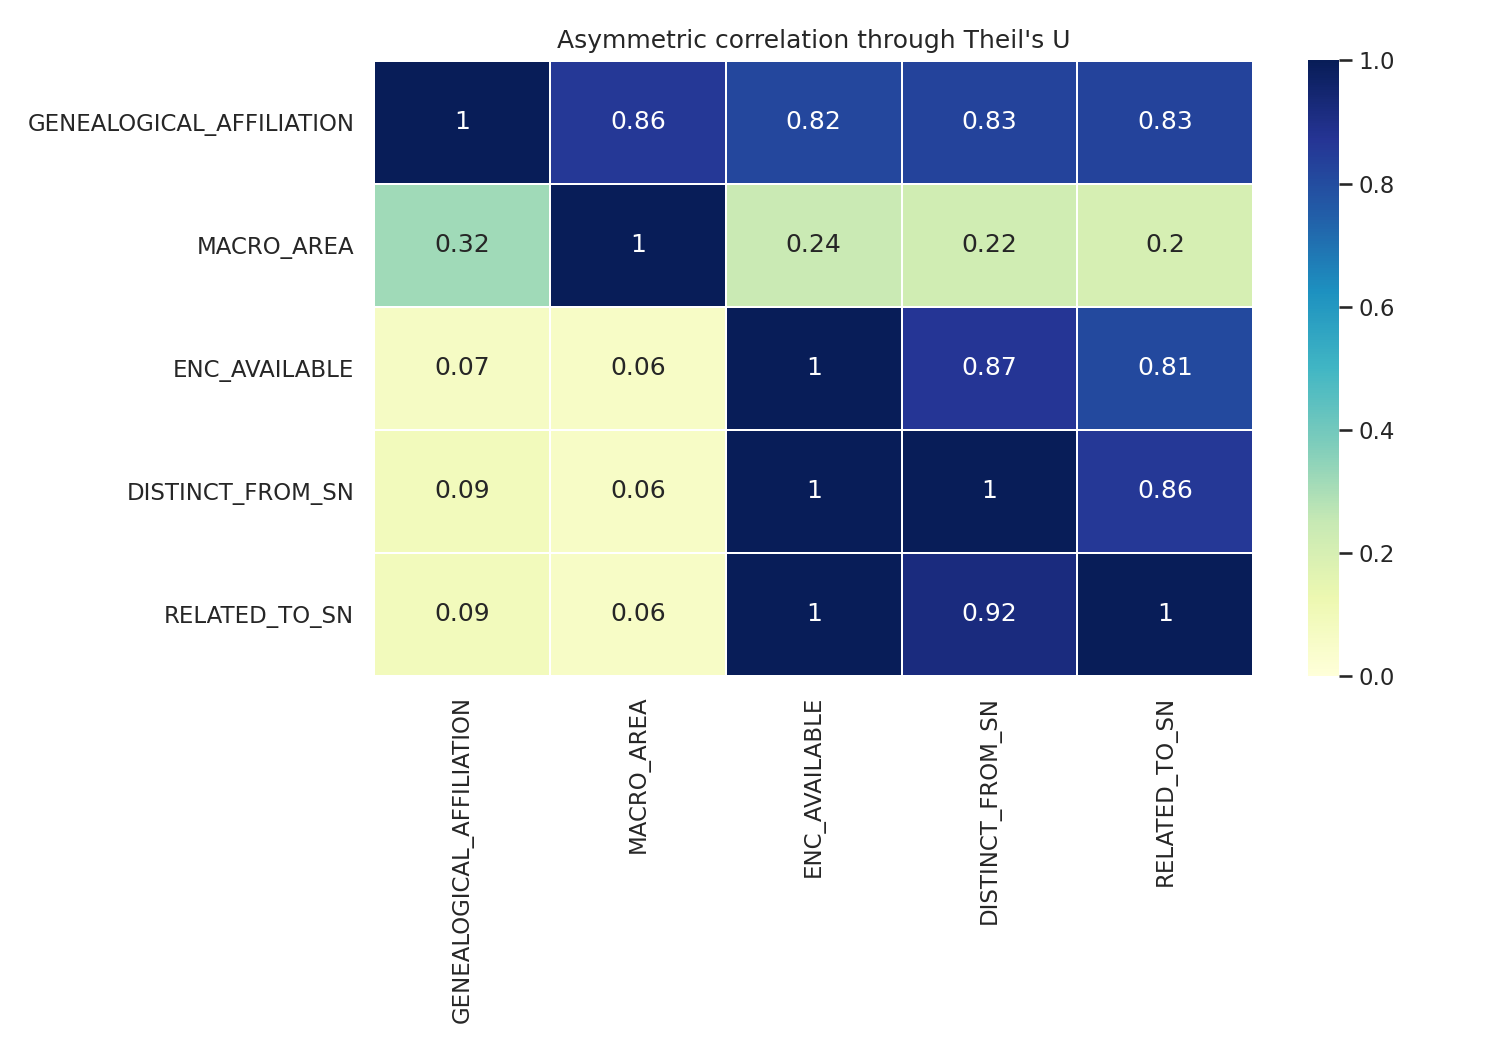 Asymmetric correlation through Theil's U
GENEALOGICAL_AFFILIATION 1 0.86 0.82 0.83 0.83
MACRO_AREA 0.32 1 0.24 0.22 0.2
ENC_AVAILABLE 0.07 0.06 1 0.87 0.81
DISTINCT_FROM_SN 0.09 0.06 1 1 0.86
RELATED_TO_SN 0.09 0.06 1 0.92 1
GENEALOGICAL_AFFILIATION
MACRO_AREA
ENC_AVAILABLE
DISTINCT_FROM_SN
RELATED_TO_SN
1.0
0.8
0.6
0.4
0.2
0.0